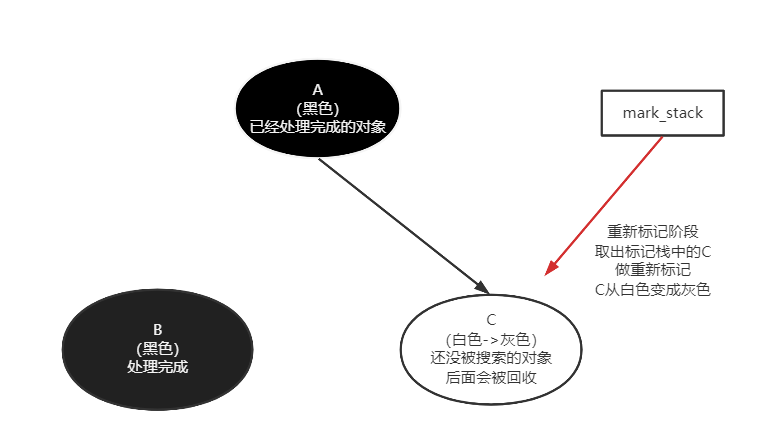 A
(黑色)
已经处理完成的对象
mark_stack
重新标记阶段
取出标记栈中的C
做重新标记
C从白色变成灰色
B
(黑色)
处理完成
C
(白色->灰色)
还没被搜索的对象
后面会被回收